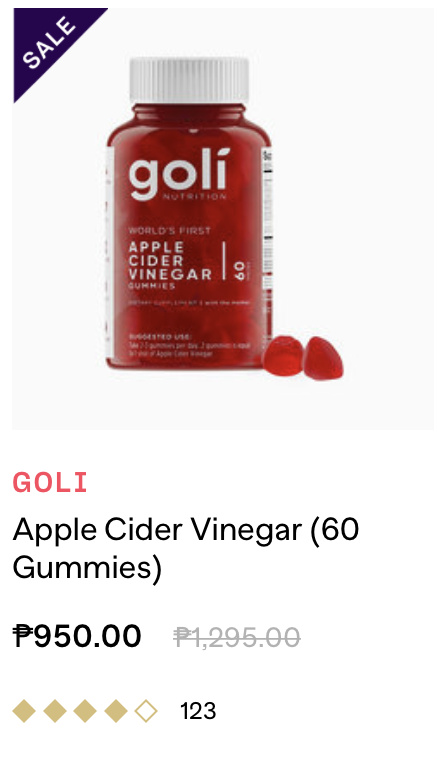 SALE
goli
NUTRITION
WORLD'S FIRST
APPLE
CIDER
VINEGAR
GUMMIES
60
DIETARY SUPPLEMENT
SUGGESTED USE:
GOLI
Apple Cider Vinegar (60
Gummies)
₱950.00 ₱1,295.00
123